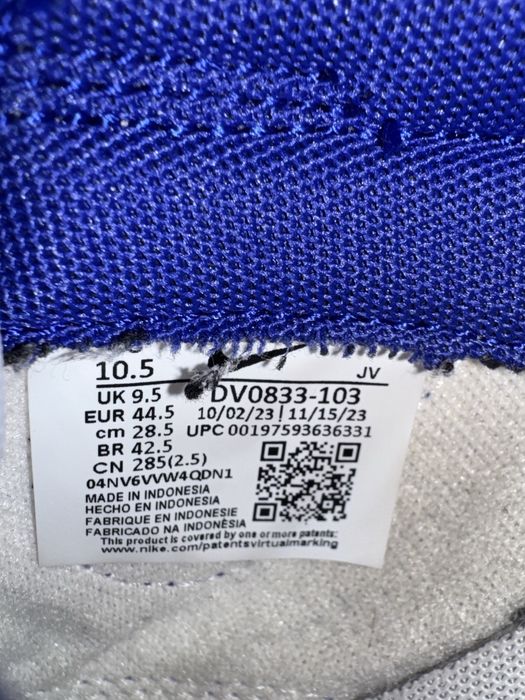 10.5 JV
UK 9.5 DV0833-103
EUR 44.5 10/02/23 | 11/15/23
cm 28.5 UPC 00197593636331
BR 42.5
CN 285(2.5)
04NV6VVW4QDN1
MADE IN INDONESIA
HECHO EN INDONESIA
FABRIQUE EN INDONESIE
FABRICADO NA INDONÉSIA
This product is covered by one or more patents:
www.nike.com/patentsvirtualmarking